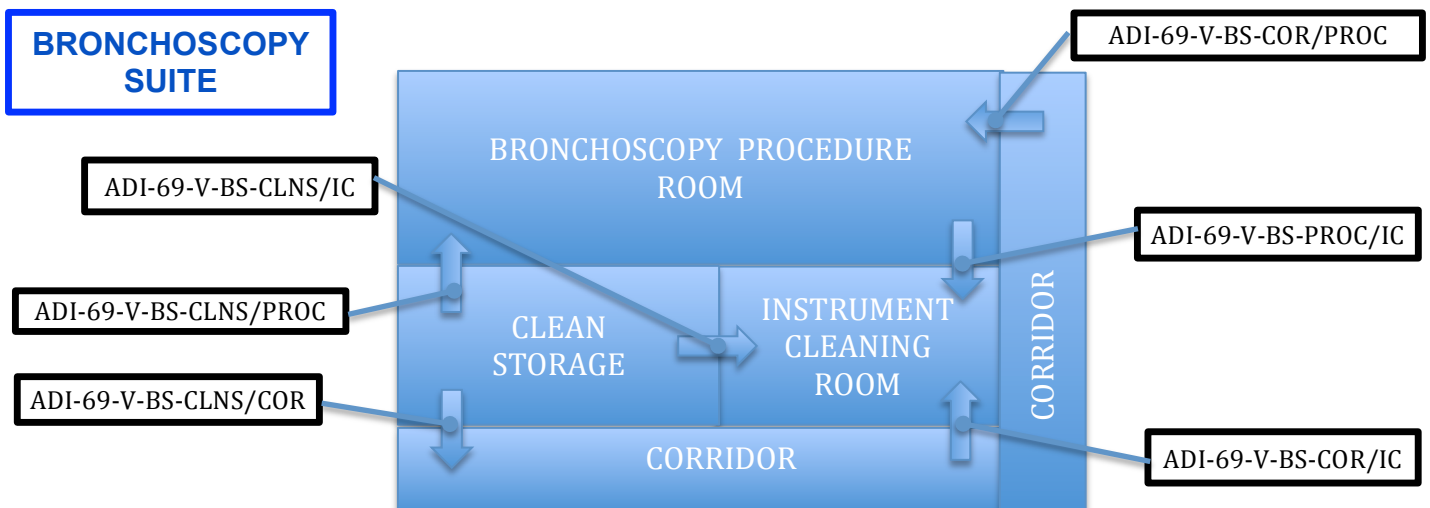 BRONCHOSCOPY
SUITE
ADI-69-V-BS-COR/PROC
BRONCHOSCOPY PROCEDURE
ROOM
ADI-69-V-BS-CLNS/IC
ADI-69-V-BS-PROC/IC
ADI-69-V-BS-CLNS/PROC
CLEAN
STORAGE
INSTRUMENT
CLEANING
ROOM
CORRIDOR
ADI-69-V-BS-CLNS/COR
CORRIDOR
ADI-69-V-BS-COR/IC